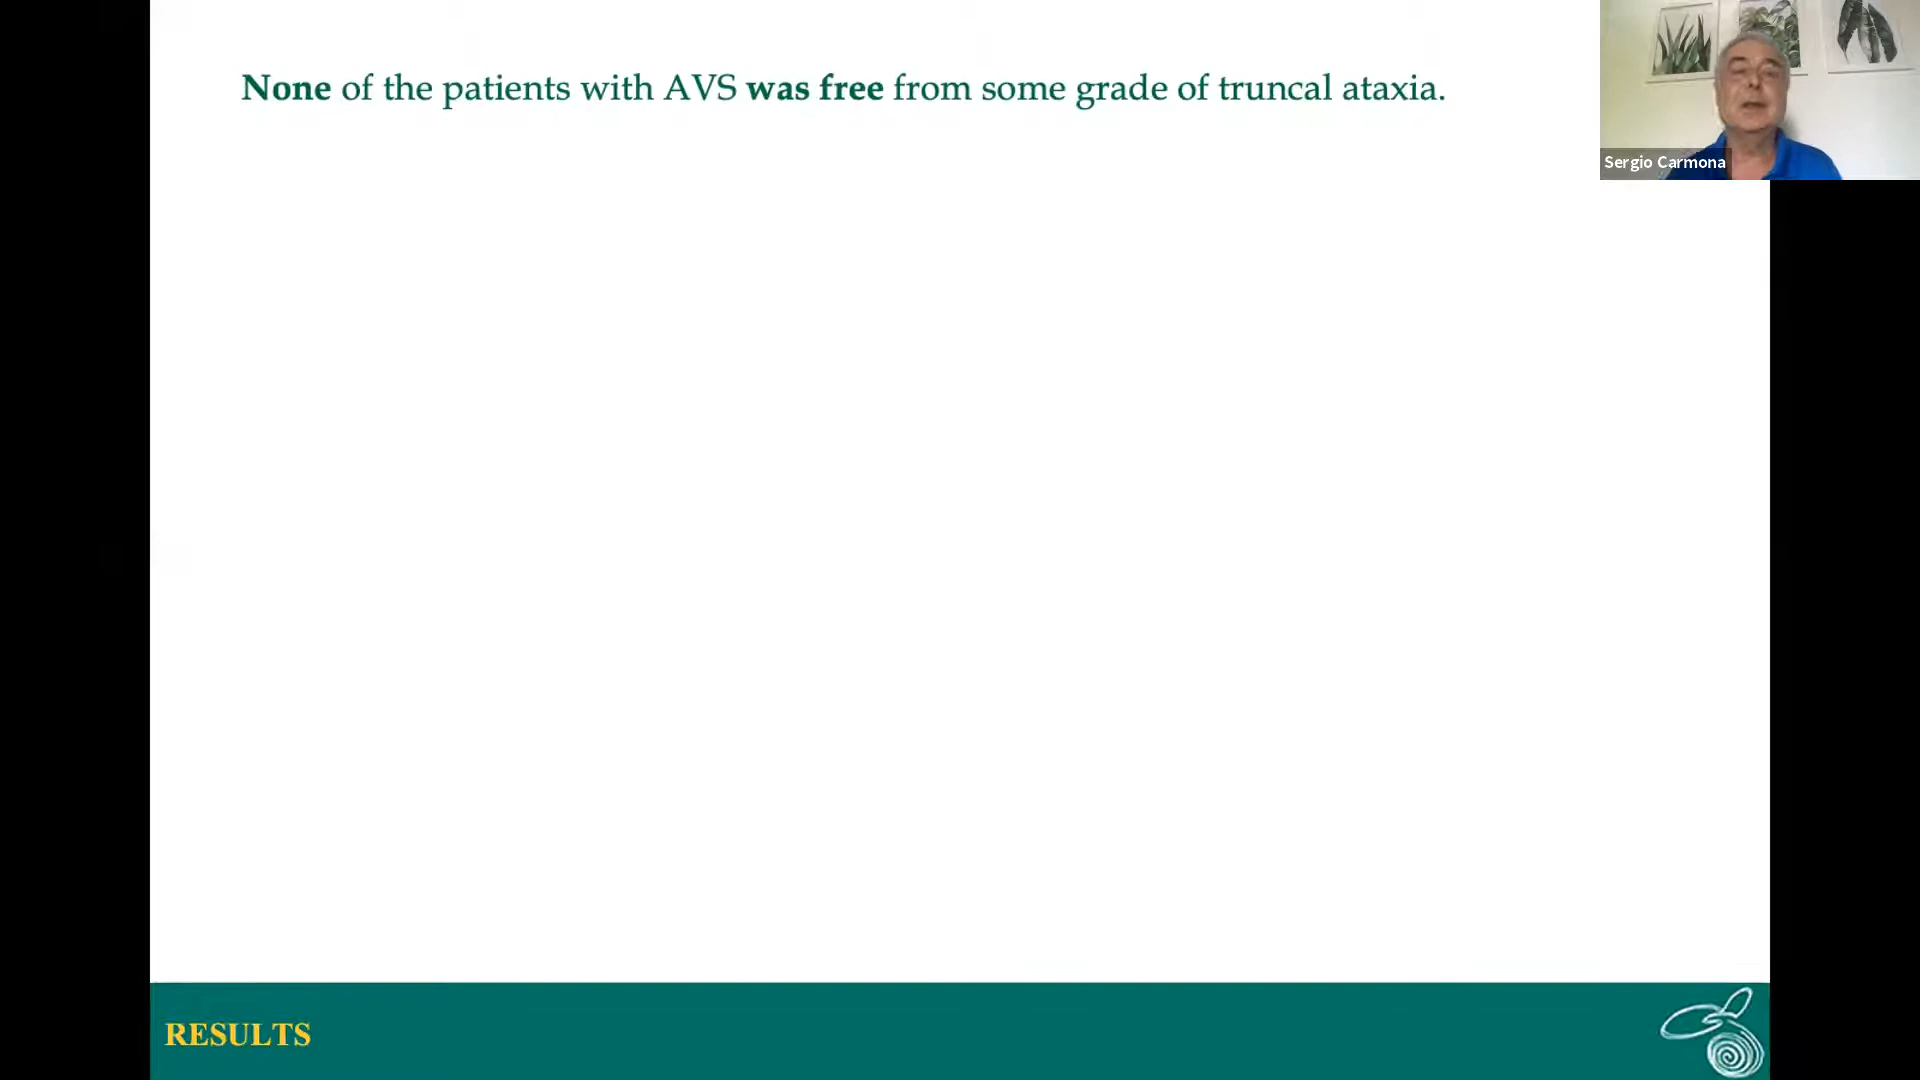 None of the patients with AVS was free from some grade of truncal ataxia.
Sergio Carmona
RESULTS